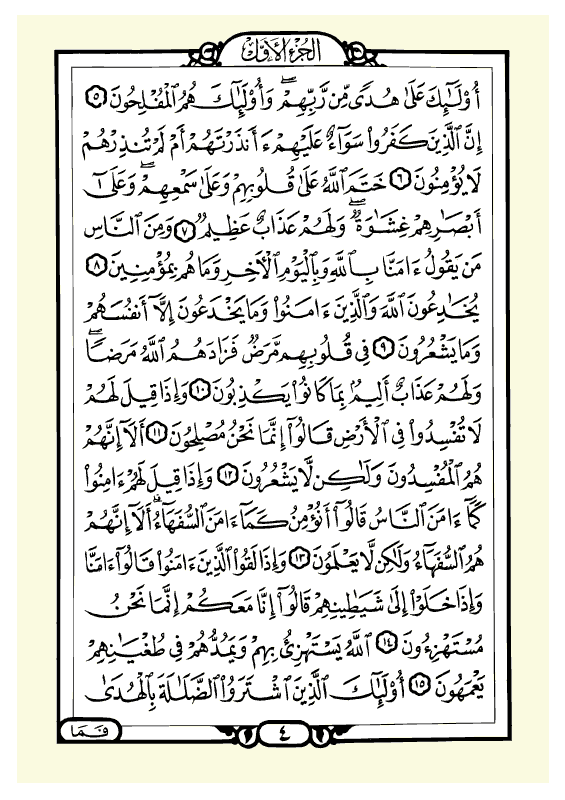 الجزء الأول
أُوْلَٰٓئِكَ عَلَىٰ هُدًى مِّن رَّبِّهِمْۖ وَأُوْلَٰٓئِكَ هُمُ ٱلْمُفْلِحُونَ ٥
إِنَّ ٱلَّذِينَ كَفَرُواْ سَوَآءٌ عَلَيْهِمْ ءَأَنذَرْتَهُمْ أَمْ لَمْ تُنذِرْهُمْ
لَا يُؤْمِنُونَ ٦ خَتَمَ ٱللَّهُ عَلَىٰ قُلُوبِهِمْ وَعَلَىٰ سَمْعِهِمْۖ وَعَلَىٰٓ
أَبْصَٰرِهِمْ غِشَٰوَةٌۖ وَلَهُمْ عَذَابٌ عَظِيمٌ ٧ وَمِنَ ٱلنَّاسِ
مَن يَقُولُ ءَامَنَّا بِٱللَّهِ وَبِٱلْيَوْمِ ٱلْأٓخِرِ وَمَا هُم بِمُؤْمِنِينَ ٨
يُخَٰدِعُونَ ٱللَّهَ وَٱلَّذِينَ ءَامَنُواْ وَمَا يَخْدَعُونَ إِلَّآ أَنفُسَهُمْ
وَمَا يَشْعُرُونَ ٩ فِى قُلُوبِهِم مَّرَضٌ فَزَادَهُمُ ٱللَّهُ مَرَضًاۖ
وَلَهُمْ عَذَابٌ أَلِيمٌۢ بِمَا كَانُواْ يَكْذِبُونَ ١٠ وَإِذَا قِيلَ لَهُمْ
لَا تُفْسِدُواْ فِى ٱلْأَرْضِ قَالُوٓاْ إِنَّمَا نَحْنُ مُصْلِحُونَ ١١ أَلَآ إِنَّهُمْ
هُمُ ٱلْمُفْسِدُونَ وَلَٰكِن لَّا يَشْعُرُونَ ١٢ وَإِذَا قِيلَ لَهُمْ ءَامِنُواْ
كَمَآ ءَامَنَ ٱلنَّاسُ قَالُوٓاْ أَنُؤْمِنُ كَمَآ ءَامَنَ ٱلسُّفَهَآءُۗ أَلَآ إِنَّهُمْ
هُمُ ٱلسُّفَهَآءُ وَلَٰكِن لَّا يَعْلَمُونَ ١٣ وَإِذَا لَقُواْ ٱلَّذِينَ ءَامَنُواْ قَالُوٓاْ ءَامَنَّا
وَإِذَا خَلَوْاْ إِلَىٰ شَيَٰطِينِهِمْ قَالُوٓاْ إِنَّا مَعَكُمْ إِنَّمَا نَحْنُ
مُسْتَهْزِءُونَ ١٤ ٱللَّهُ يَسْتَهْزِئُ بِهِمْ وَيَمُدُّهُمْ فِى طُغْيَٰنِهِمْ
يَعْمَهُونَ ١٥ أُوْلَٰٓئِكَ ٱلَّذِينَ ٱشْتَرَوُاْ ٱلضَّلَٰلَةَ بِٱلْهُدَىٰ
٤
فَمَا